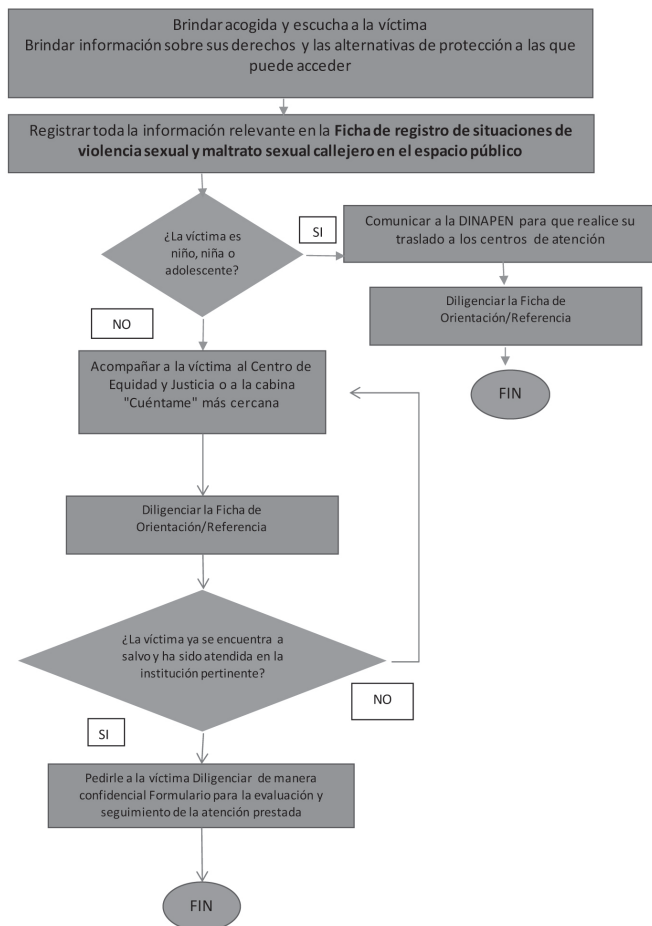 Brindar acogida y escucha a la víctima
Brindar información sobre sus derechos y las alternativas de protección a las que
puede acceder
Registrar toda la información relevante en la Ficha de registro de situaciones de
violencia sexual y maltrato sexual callejero en el espacio público
¿La víctima es
niño, niña o
adolescente?
SI
Comunicar a la DINAPEN para que realice su
traslado a los centros de atención
Diligenciar la Ficha de
Orientación/Referencia
FIN
NO
Acompañar a la víctima al Centro de
Equidad y Justicia o a la cabina
"Cuéntame" más cercana
Diligenciar la Ficha de
Orientación/Referencia
¿La víctima ya se encuentra a
salvo y ha sido atendida en la
institución pertinente?
NO
SI
Pedirle a la víctima Diligenciar de manera
confidencial Formulario para la evaluación y
seguimiento de la atención prestada
FIN